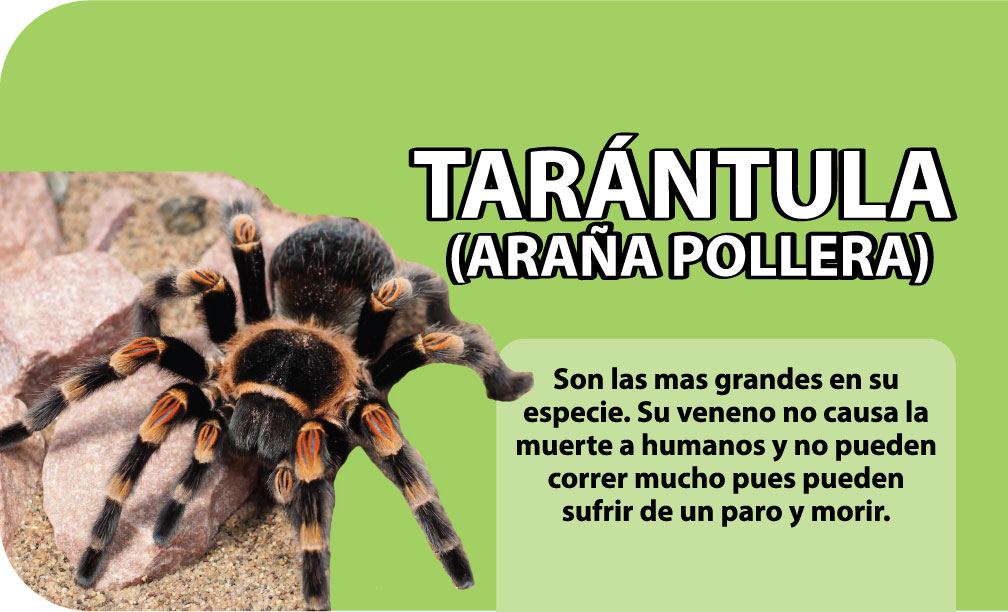 TARÁNTULA
(ARAÑA POLLERA)
Son las mas grandes en su
especie. Su veneno no causa la
muerte a humanos y no pueden
correr mucho pues pueden
sufrir de un paro y morir.